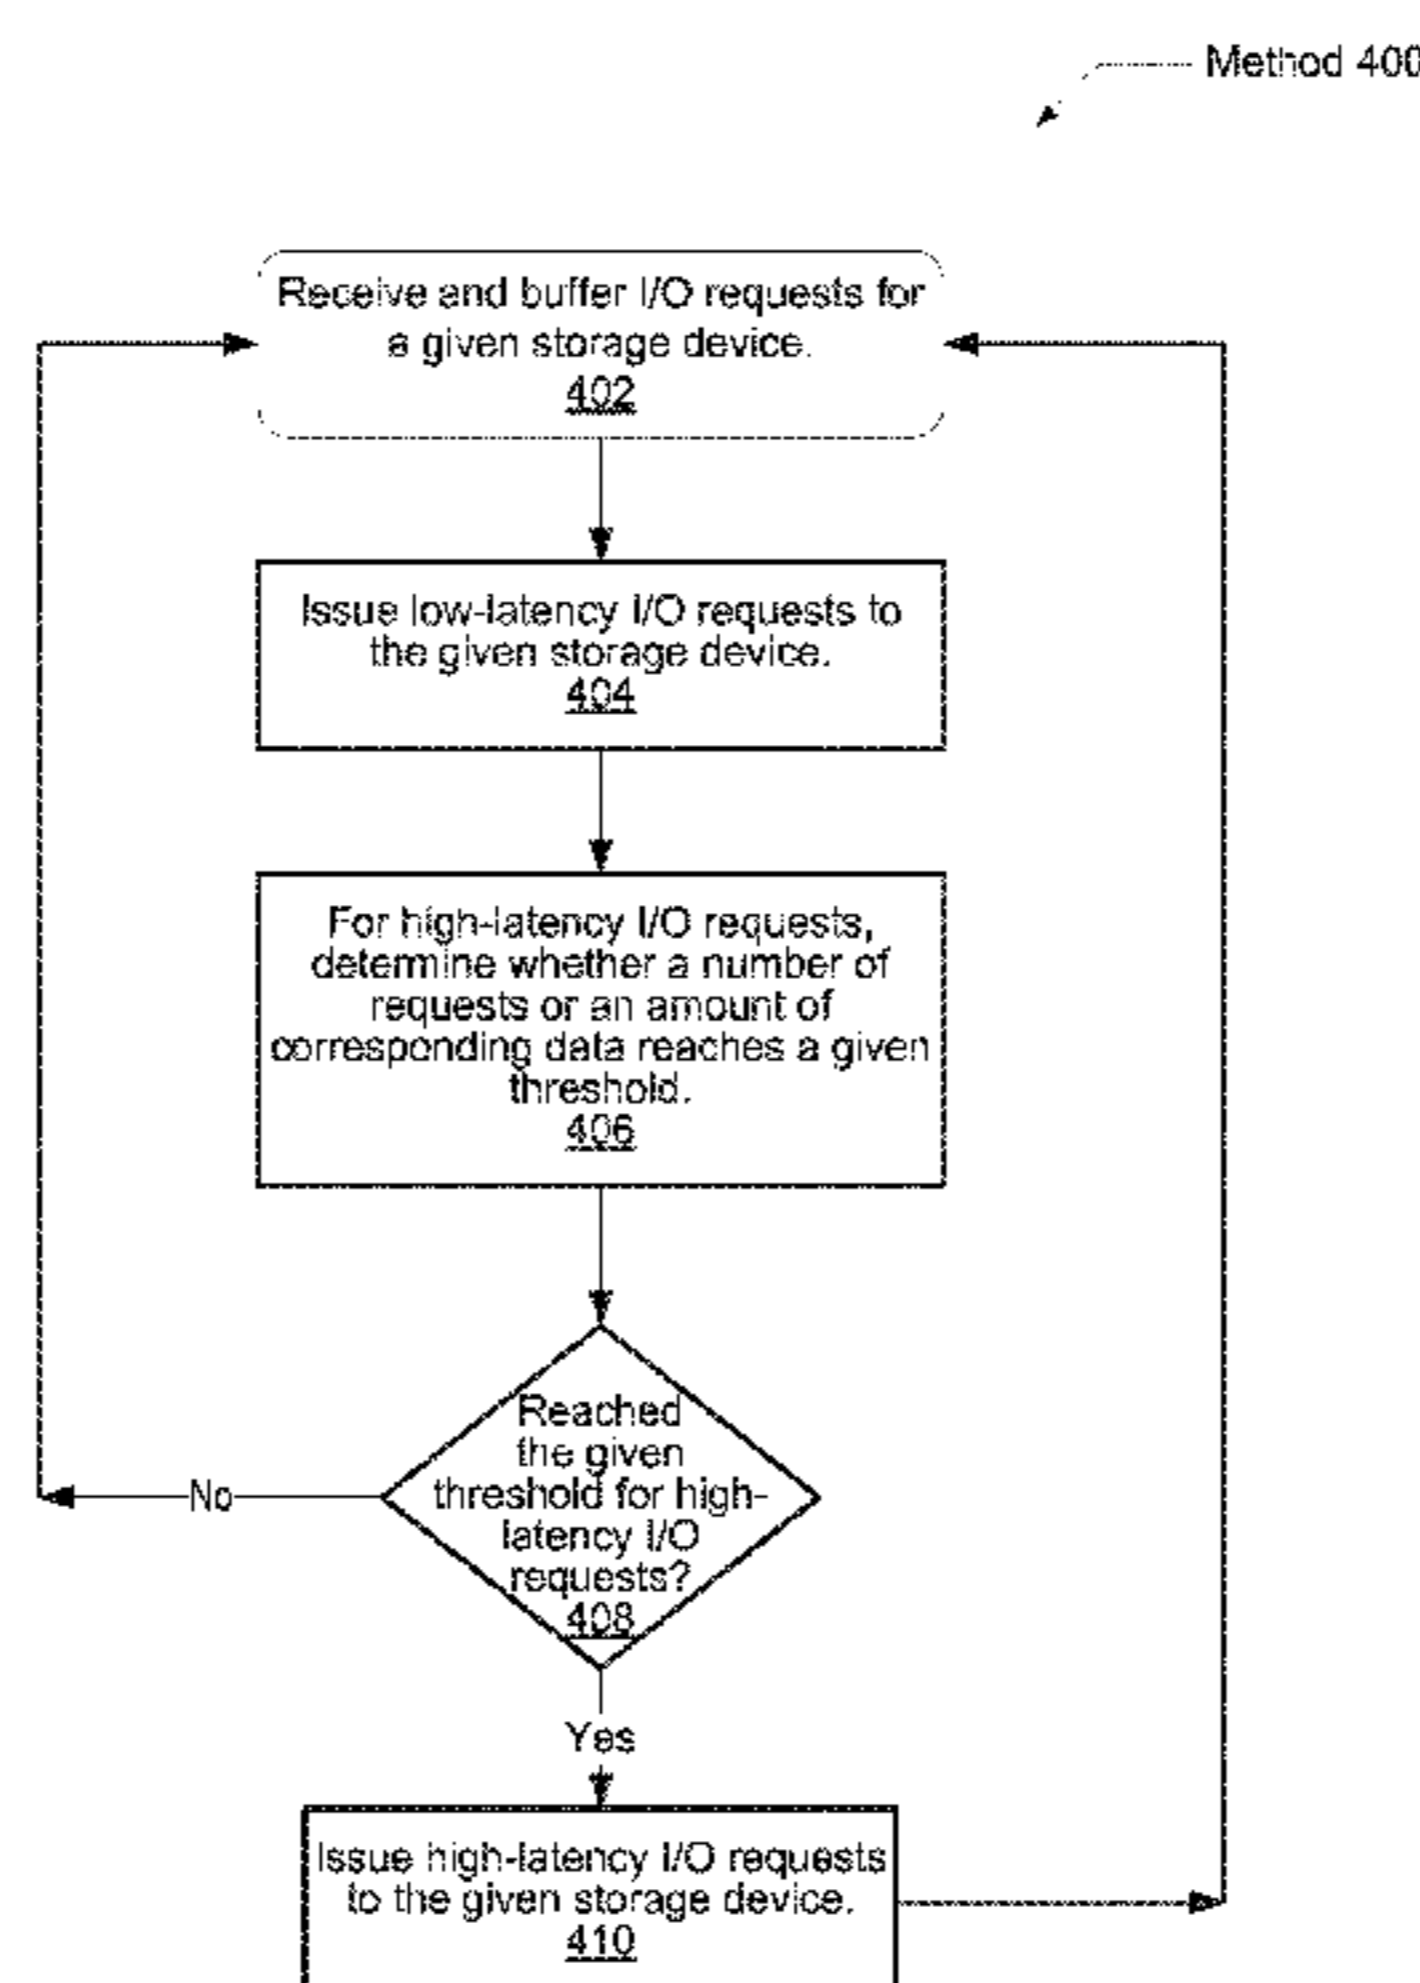 Method 400
Receive and buffer I/O requests for
a given storage device.
402
Issue low-latency I/O requests to
the given storage device.
404
For high-latency I/O requests,
determine whether a number of
requests or an amount of
corresponding data reaches a given
threshold.
406
Reached
the given
threshold for high-
latency I/O
requests?
408
No
Yes
Issue high-latency I/O requests
to the given storage device.
410